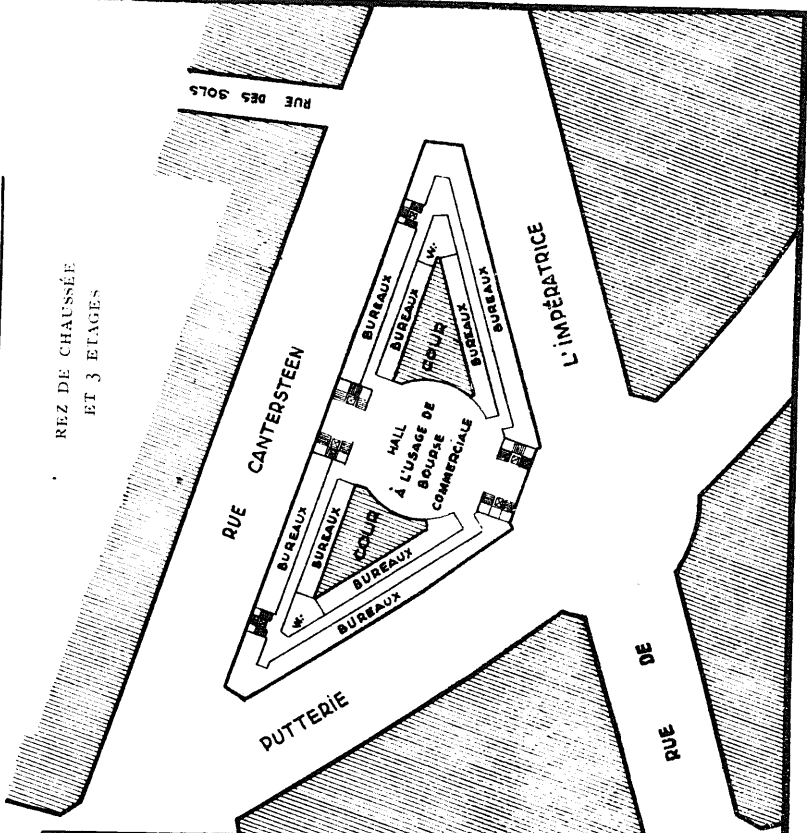 RUE DES SOLS
REZ DE CHAUSSÉE
ET 3 ETAGES
RUE CANTERSTEEN
L'IMPÉRATRICE
W.
BUREAUX
BUREAUX
COUR
BUREAUX
BUREAUX
HALL
À L'USAGE DE
BOURSE
COMMERCIALE
BUREAUX
BUREAUX
COUR
BUREAUX
BUREAUX
W.
PUTTERIE
RUE DE